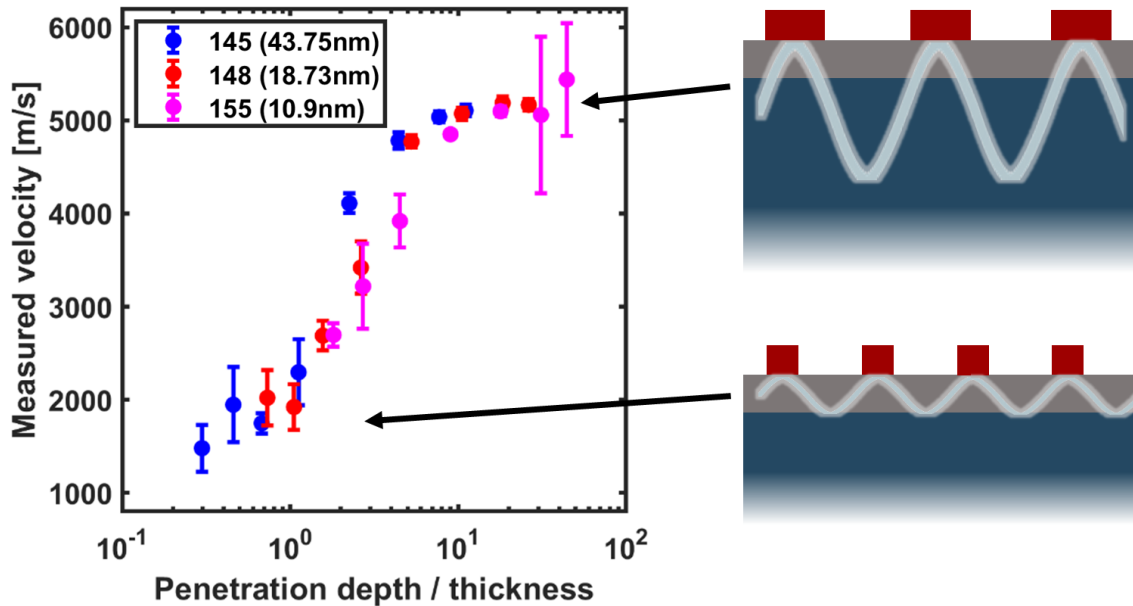 6000
5000
4000
3000
2000
1000
Measured velocity [m/s]
145 (43.75nm)
148 (18.73nm)
155 (10.9nm)
10^-1
10^0
10^1
10^2
Penetration depth / thickness